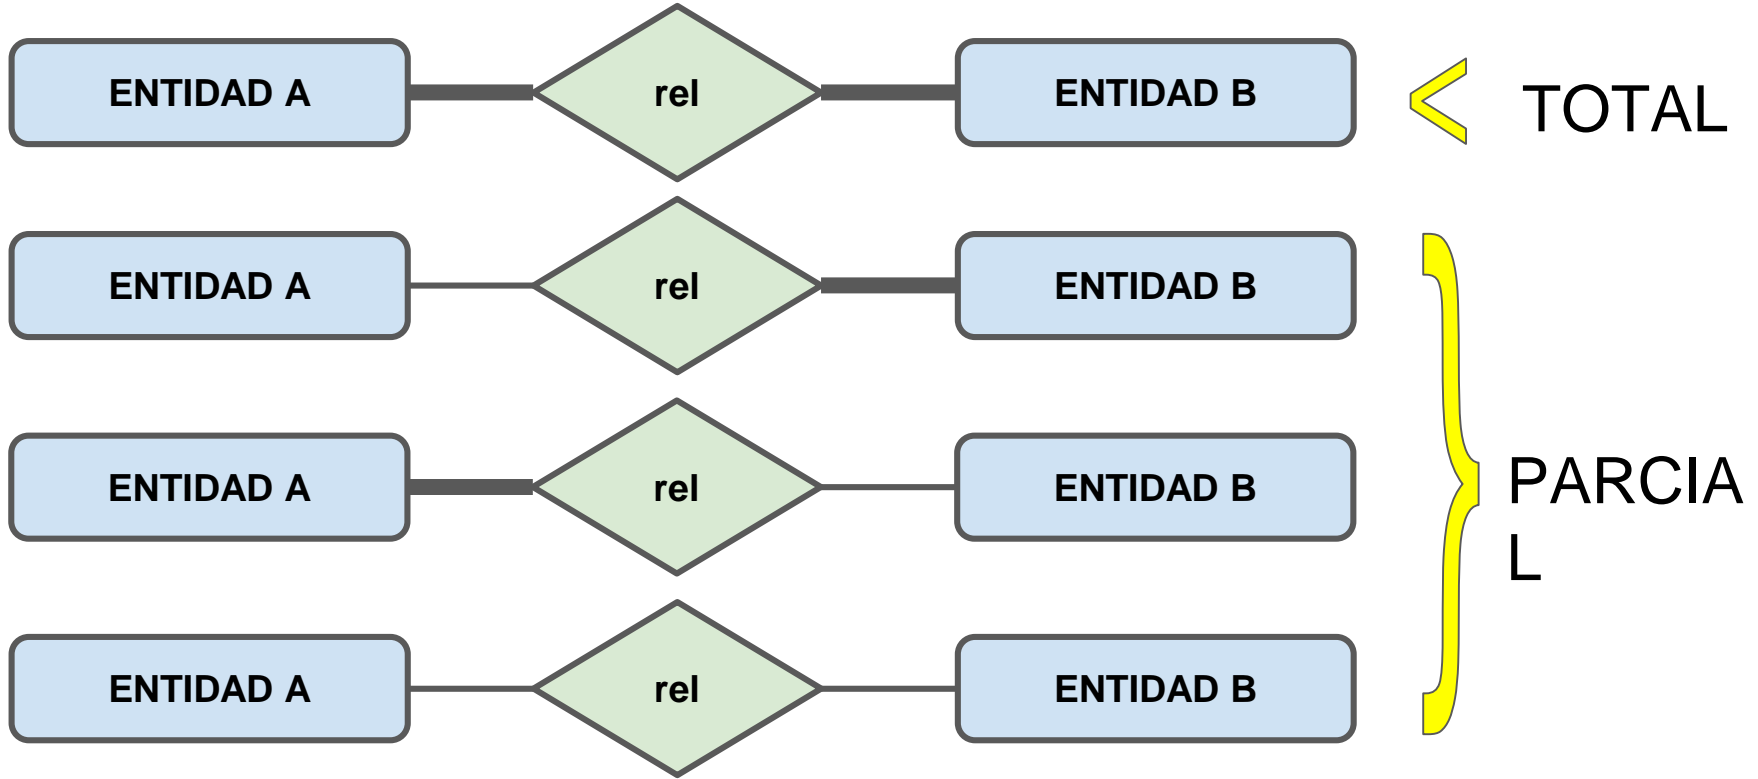 ENTIDAD A rel ENTIDAD B TOTAL
ENTIDAD A rel ENTIDAD B
ENTIDAD A rel ENTIDAD B PARCIA
L
ENTIDAD A rel ENTIDAD B